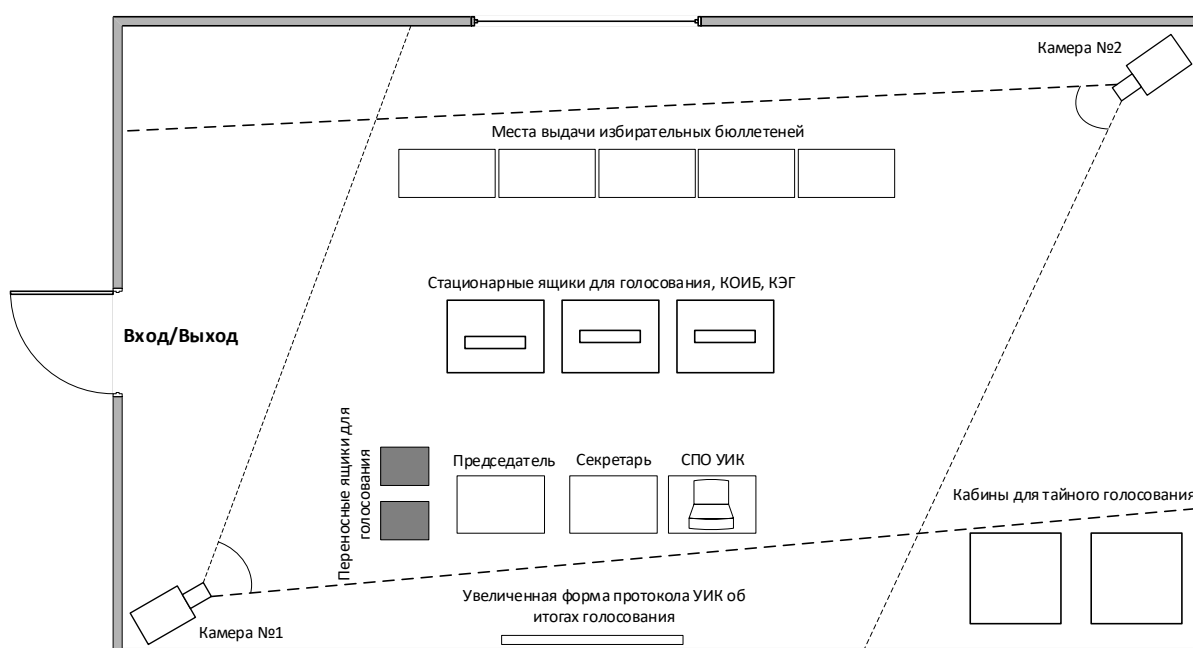 Камера №2
Места выдачи избирательных бюллетеней
Стационарные ящики для голосования, КОИБ, КЭГ
Вход/Выход
Переносные ящики для
голосования
Председатель
Секретарь
СПО УИК
Кабины для тайного голосования
Увеличенная форма протокола УИК об
итогах голосования
Камера №1